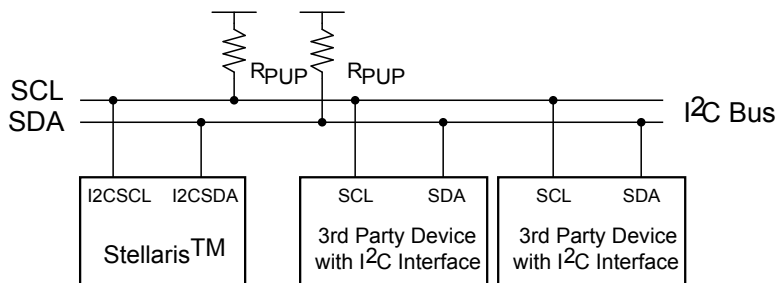 RPUP RPUP
SCL
SDA
I2C Bus
I2CSCL I2CSDA
Stellaris™
SCL SDA
3rd Party Device
with I2C Interface
SCL SDA
3rd Party Device
with I2C Interface